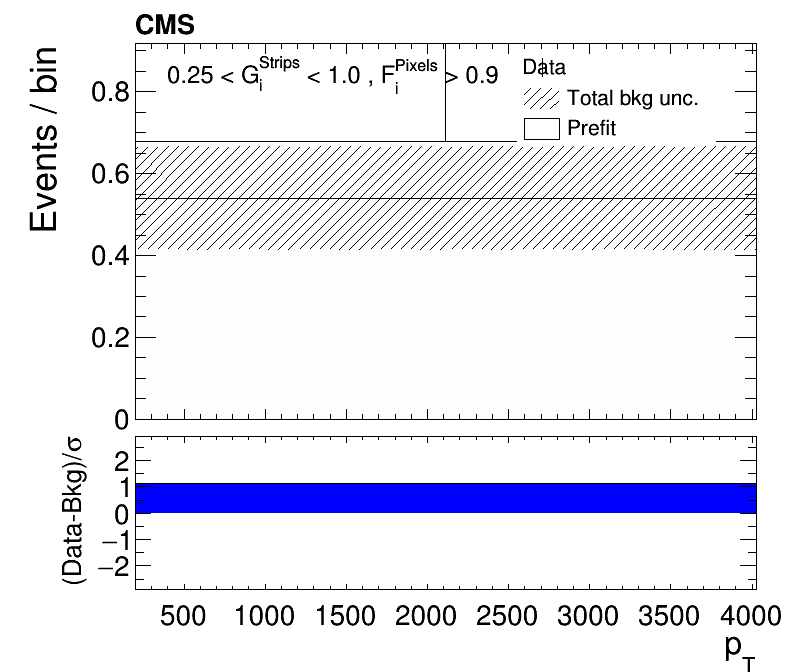 CMS
Events / bin
0.25 < G_i^Strips < 1.0 , F_i^Pixels > 0.9
Data
Total bkg unc.
Prefit
0.8
0.6
0.4
0.2
0
(Data-Bkg)/σ
2
1
0
−1
−2
500 1000 1500 2000 2500 3000 3500 4000
p_T